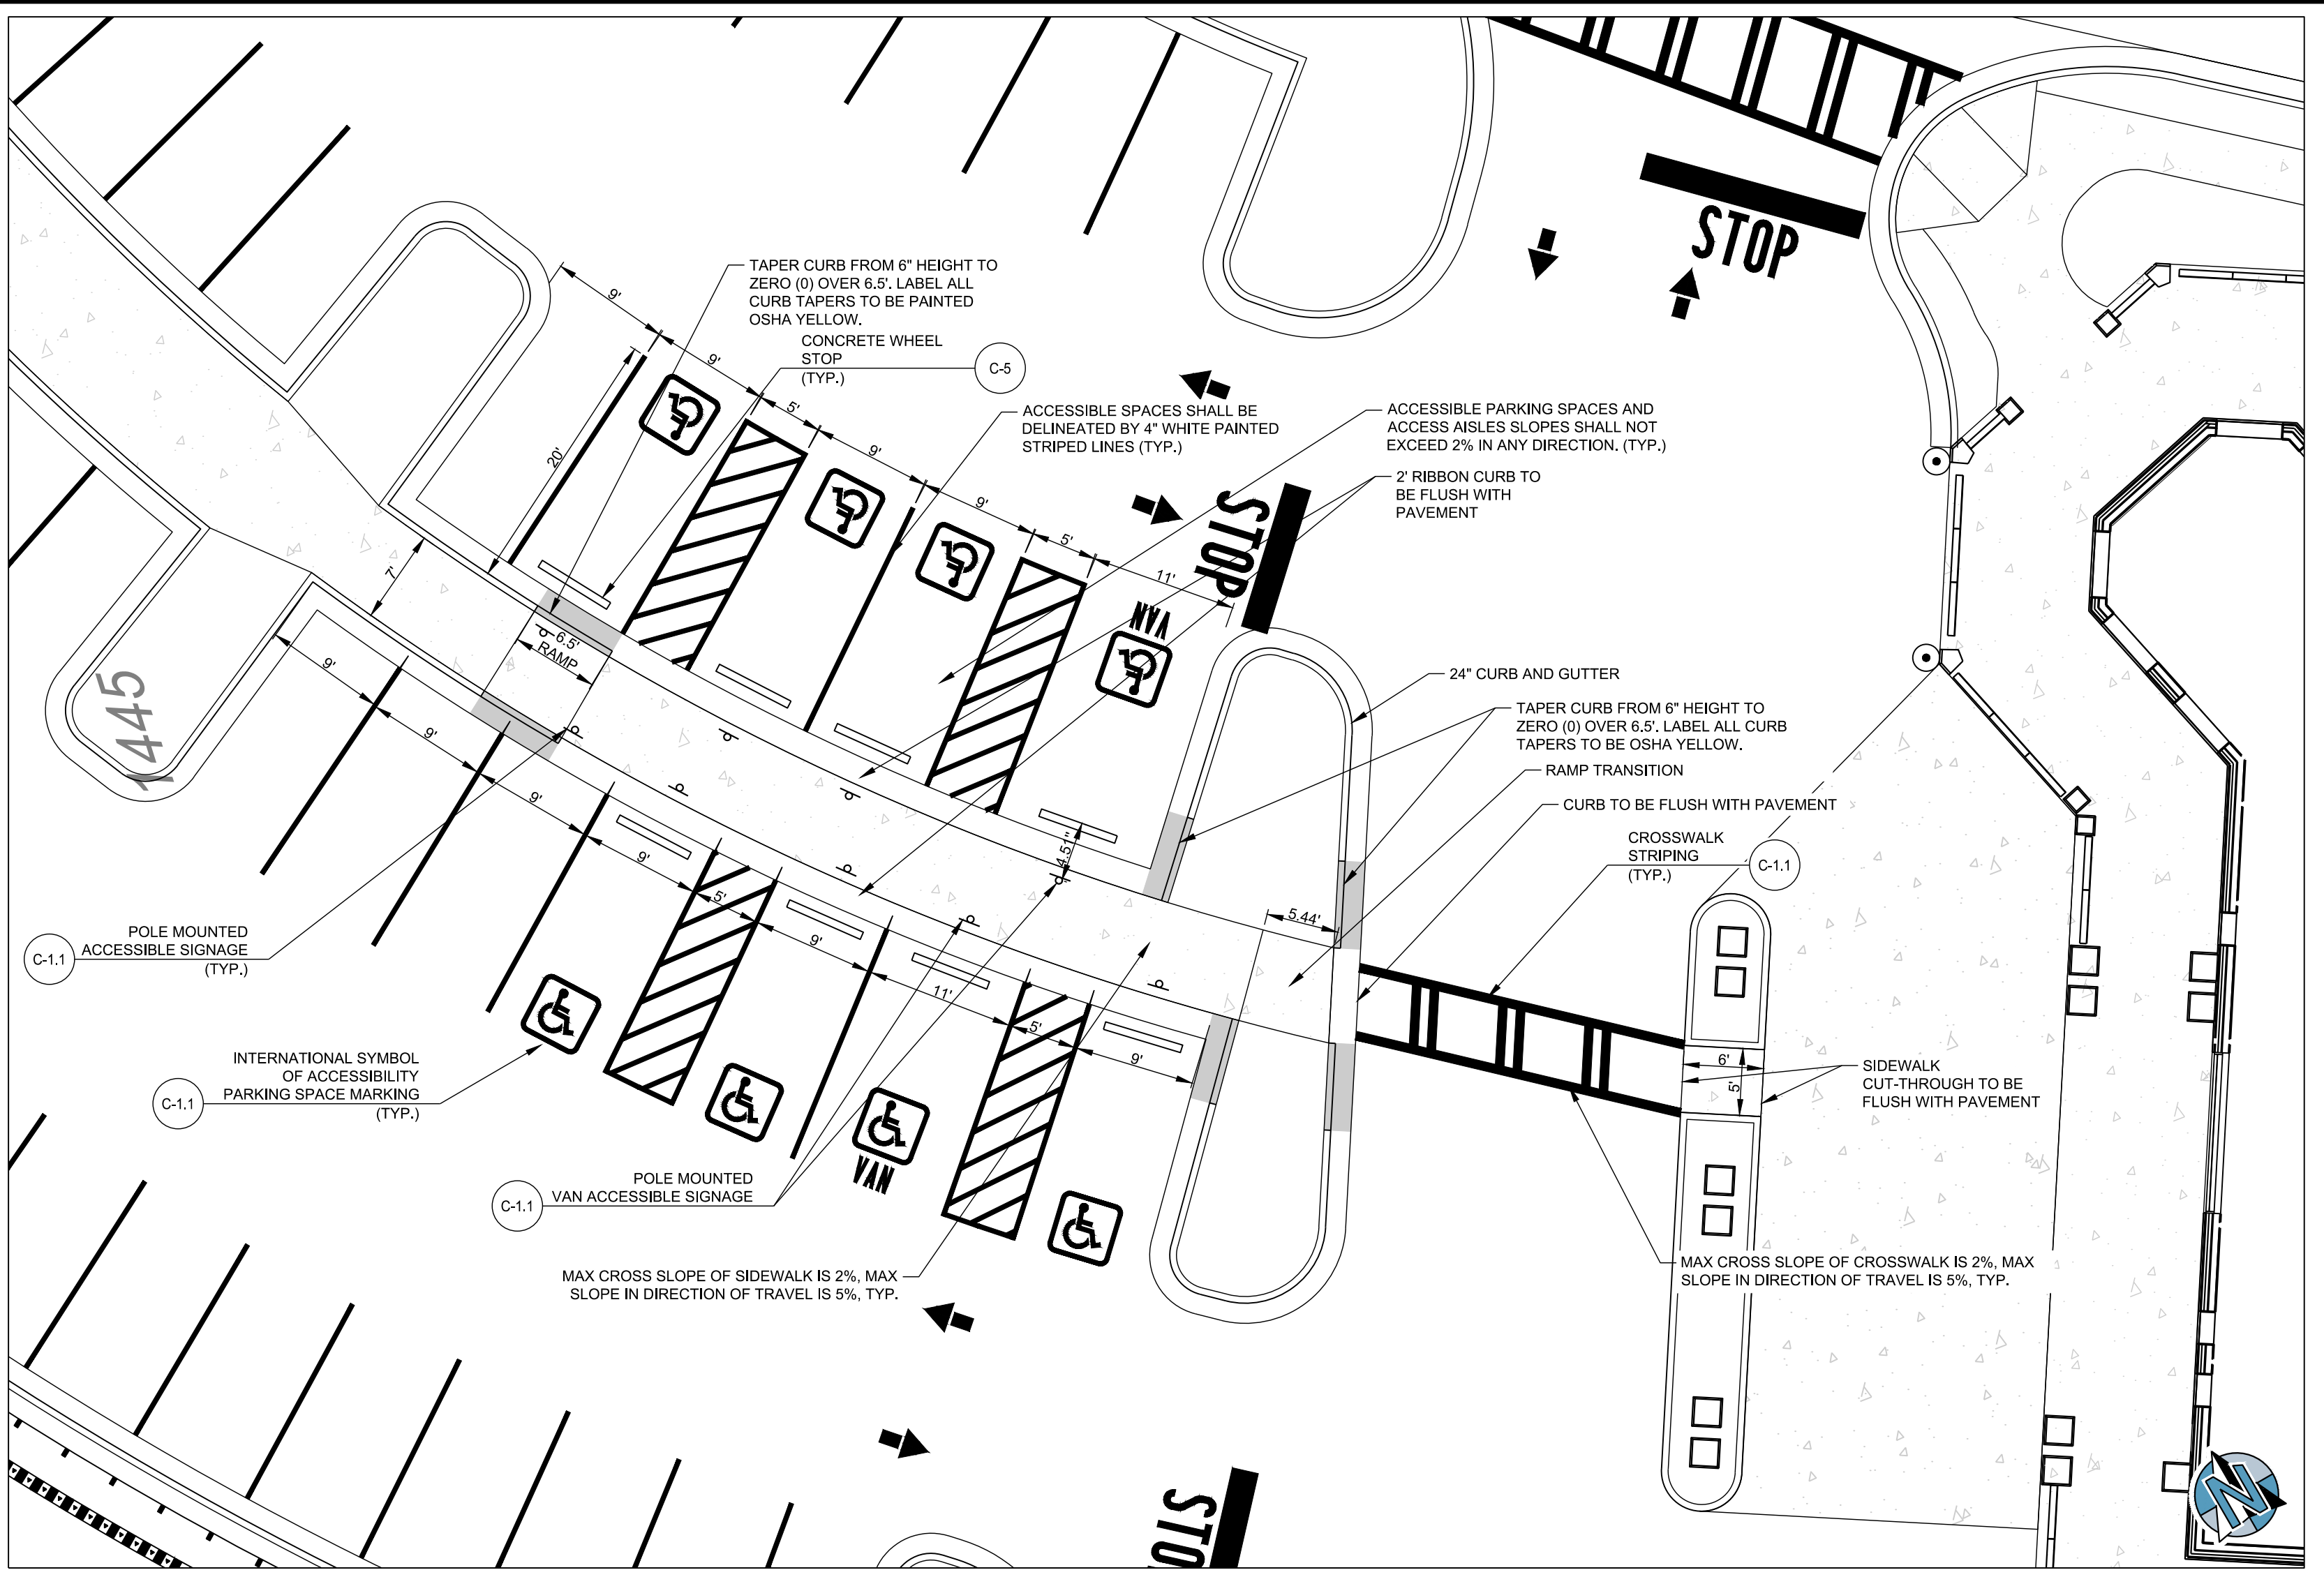 STOP
TAPER CURB FROM 6" HEIGHT TO
ZERO (0) OVER 6.5'. LABEL ALL
CURB TAPERS TO BE PAINTED
OSHA YELLOW.
CONCRETE WHEEL
STOP
(TYP.)
C-5
ACCESSIBLE SPACES SHALL BE
DELINEATED BY 4" WHITE PAINTED
STRIPED LINES (TYP.)
ACCESSIBLE PARKING SPACES AND
ACCESS AISLES SLOPES SHALL NOT
EXCEED 2% IN ANY DIRECTION. (TYP.)
2' RIBBON CURB TO
BE FLUSH WITH
PAVEMENT
9'
9'
5'
9'
9'
5'
11'
20'
7'
STOP
VAN
6.5'
RAMP
1445
24" CURB AND GUTTER
TAPER CURB FROM 6" HEIGHT TO
ZERO (0) OVER 6.5'. LABEL ALL CURB
TAPERS TO BE OSHA YELLOW.
RAMP TRANSITION
CURB TO BE FLUSH WITH PAVEMENT
CROSSWALK
STRIPING
(TYP.)
C-1.1
9'
9'
9'
9'
5'
9'
11'
5'
9'
4.51'
5.44'
POLE MOUNTED
ACCESSIBLE SIGNAGE
(TYP.)
C-1.1
INTERNATIONAL SYMBOL
OF ACCESSIBILITY
PARKING SPACE MARKING
(TYP.)
C-1.1
6'
5'
SIDEWALK
CUT-THROUGH TO BE
FLUSH WITH PAVEMENT
VAN
POLE MOUNTED
VAN ACCESSIBLE SIGNAGE
C-1.1
MAX CROSS SLOPE OF SIDEWALK IS 2%, MAX
SLOPE IN DIRECTION OF TRAVEL IS 5%, TYP.
MAX CROSS SLOPE OF CROSSWALK IS 2%, MAX
SLOPE IN DIRECTION OF TRAVEL IS 5%, TYP.
STO
N